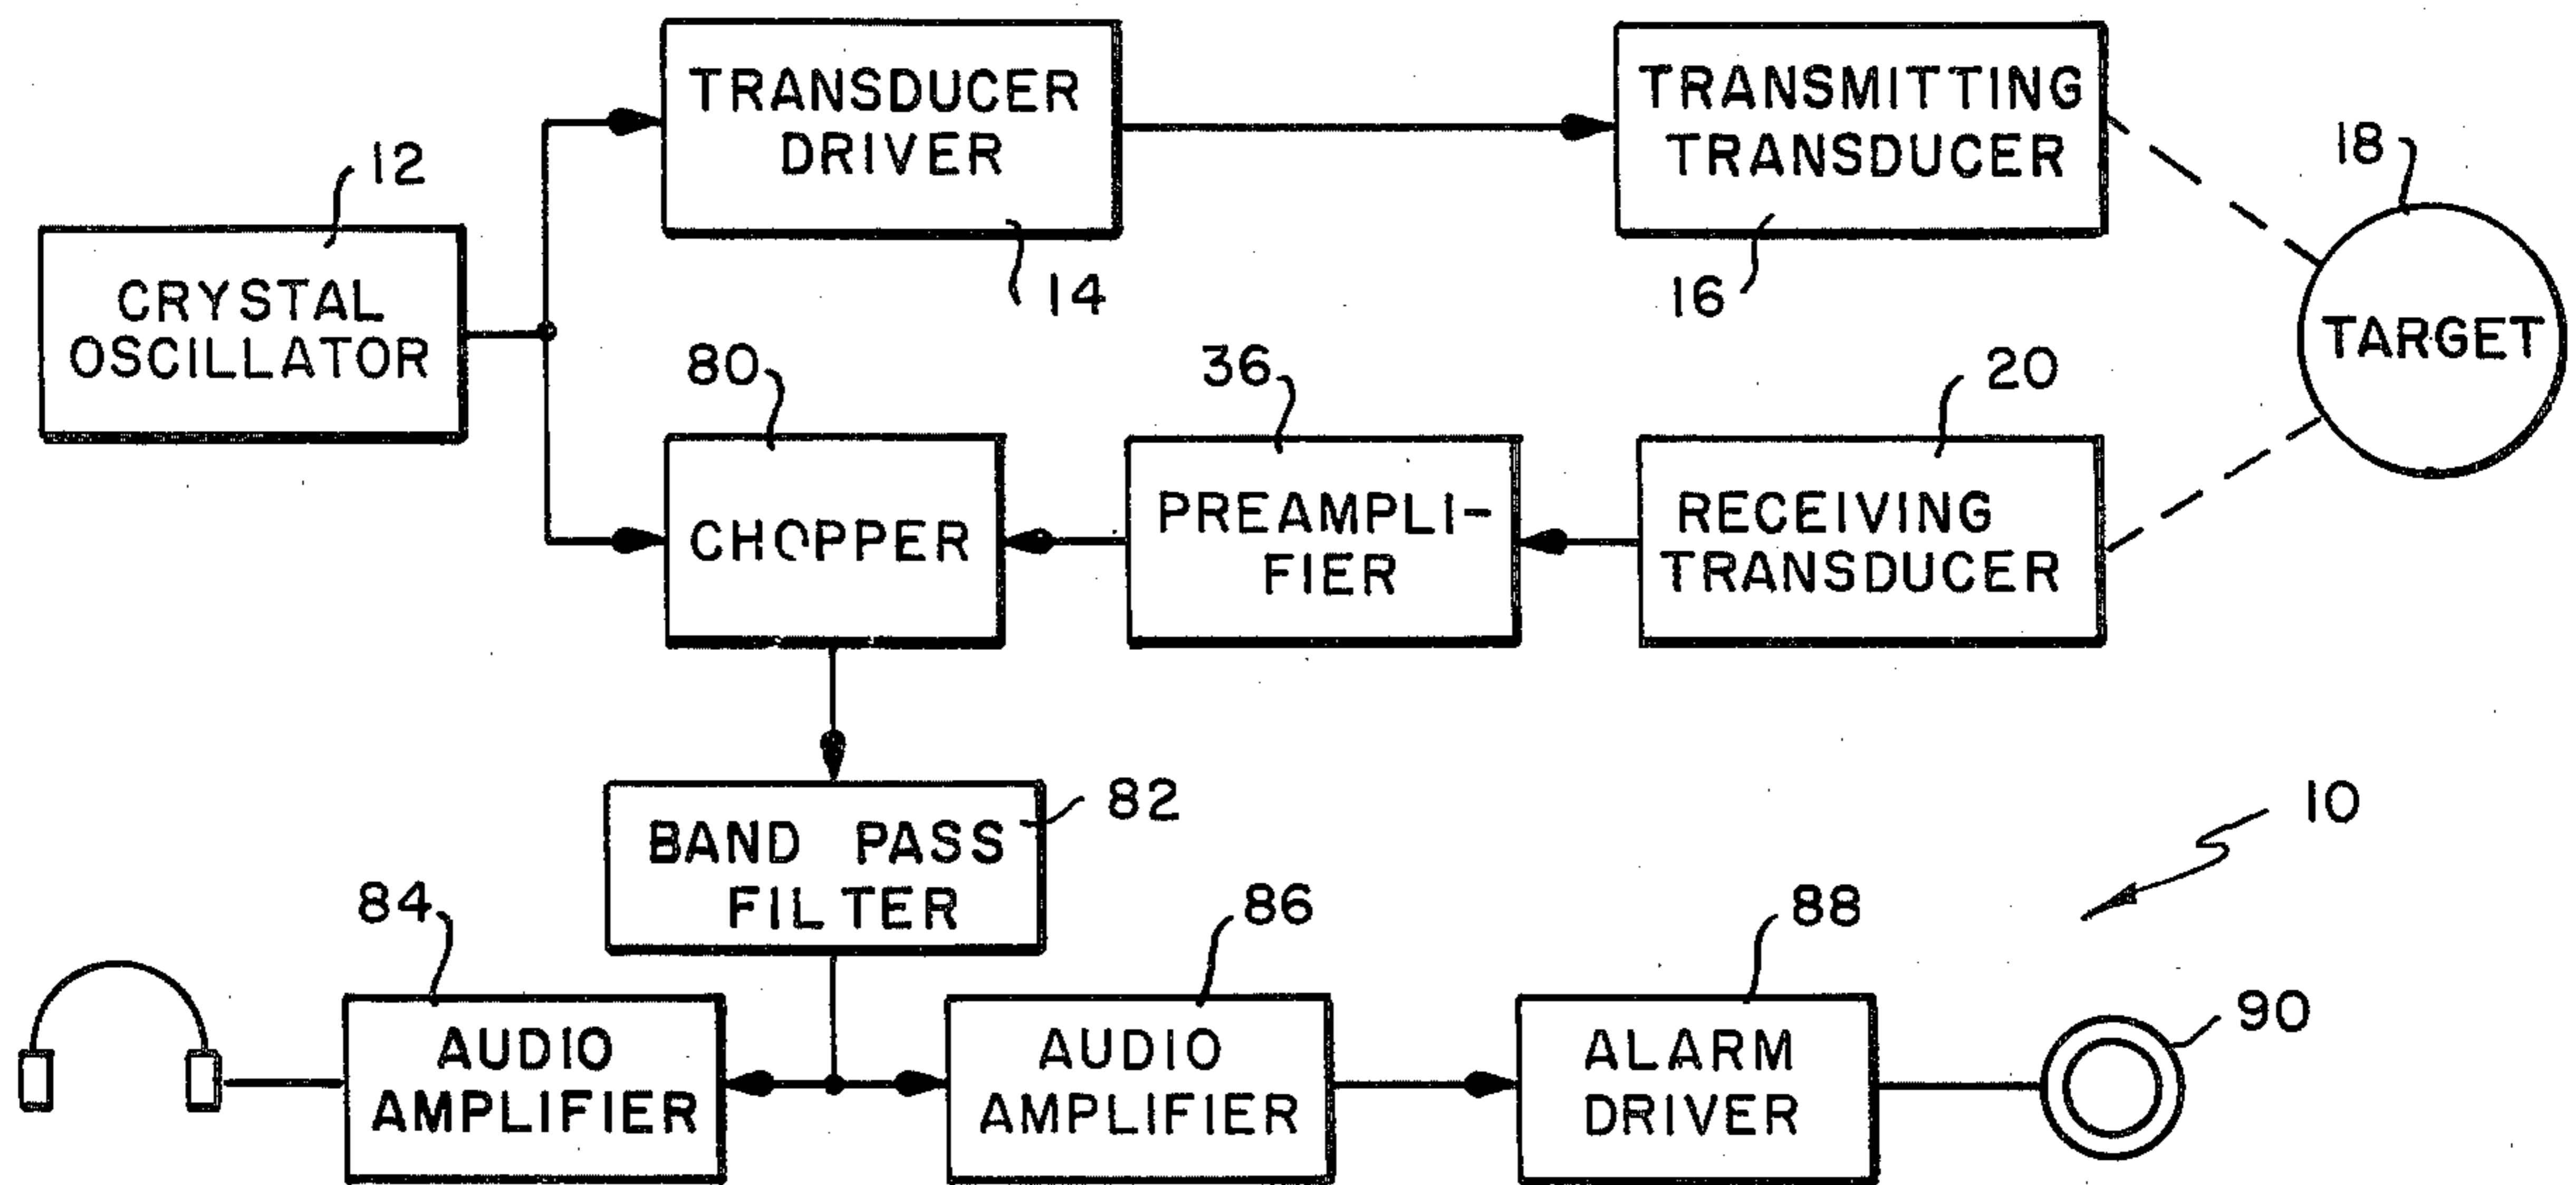 TRANSDUCER
DRIVER
14
TRANSMITTING
TRANSDUCER
16
12
CRYSTAL
OSCILLATOR
18
TARGET
80
CHOPPER
36
PREAMPLI-
FIER
20
RECEIVING
TRANSDUCER
82
BAND PASS
FILTER
10
84
AUDIO
AMPLIFIER
86
AUDIO
AMPLIFIER
88
ALARM
DRIVER
90